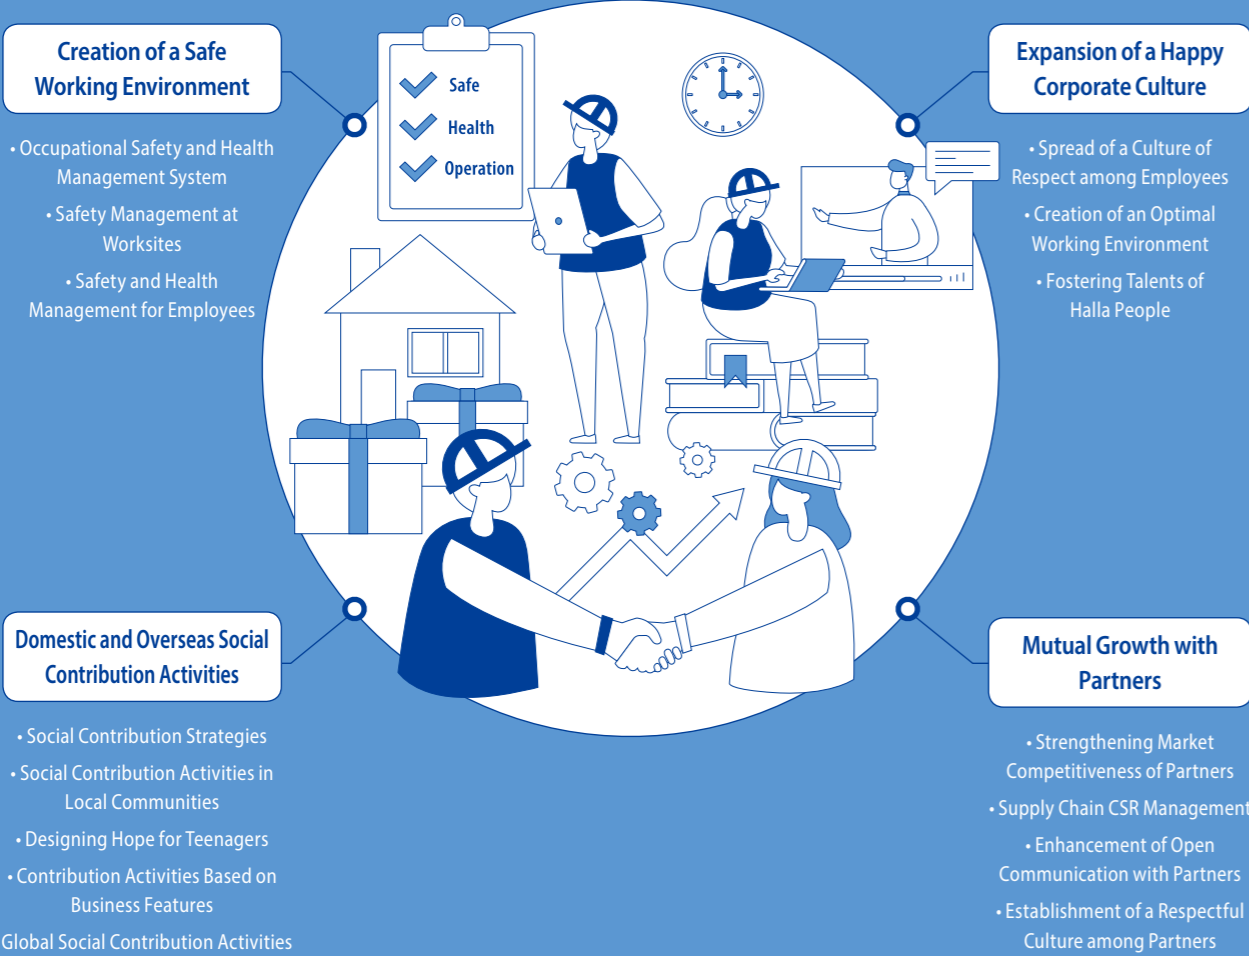 Creation of a Safe
Working Environment
• Occupational Safety and Health
Management System
• Safety Management at
Worksites
• Safety and Health
Management for Employees
Safe
Health
Operation
Expansion of a Happy
Corporate Culture
• Spread of a Culture of
Respect among Employees
• Creation of an Optimal
Working Environment
• Fostering Talents of
Halla People
Domestic and Overseas Social
Contribution Activities
• Social Contribution Strategies
• Social Contribution Activities in
Local Communities
• Designing Hope for Teenagers
• Contribution Activities Based on
Business Features
Global Social Contribution Activities
Mutual Growth with
Partners
• Strengthening Market
Competitiveness of Partners
• Supply Chain CSR Management
• Enhancement of Open
Communication with Partners
• Establishment of a Respectful
Culture among Partners